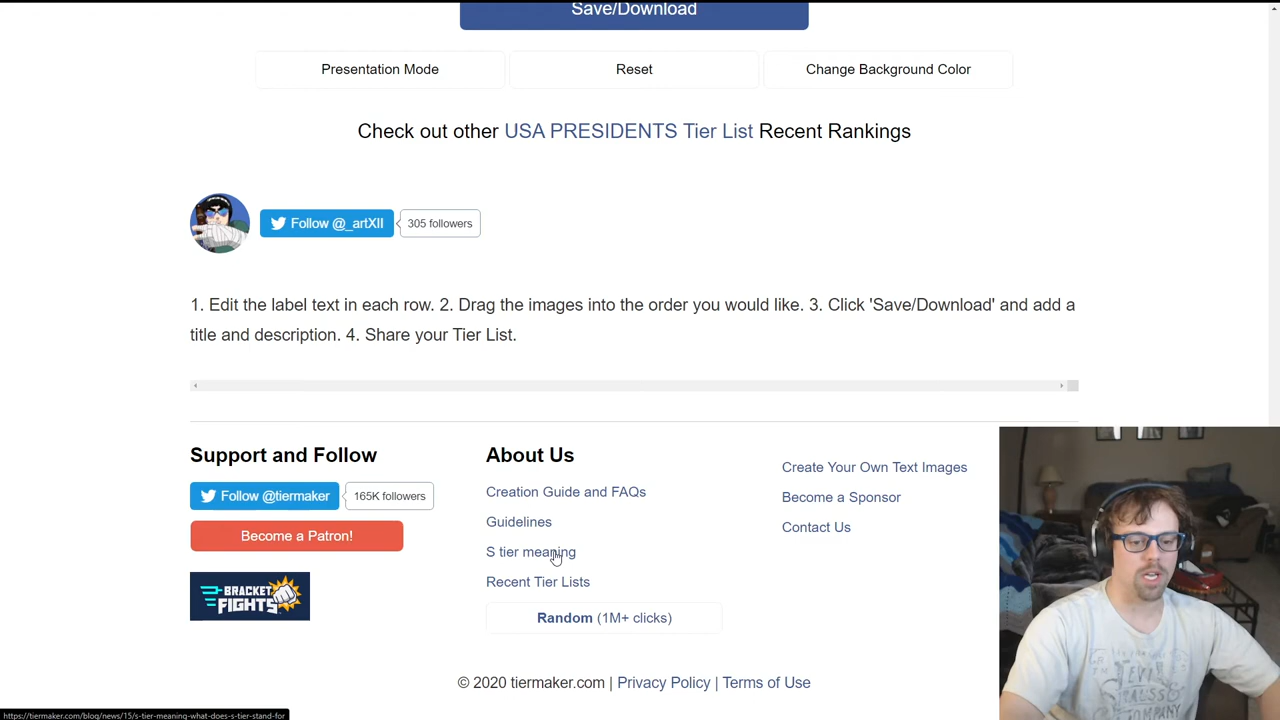 Save/Download
Presentation Mode
Reset
Change Background Color
Check out other USA PRESIDENTS Tier List Recent Rankings
Follow @_artXII
305 followers
1. Edit the label text in each row. 2. Drag the images into the order you would like. 3. Click 'Save/Download' and add a
title and description. 4. Share your Tier List.
Support and Follow
Follow @tiermaker
165K followers
Become a Patron!
BRACKET
FIGHTS
About Us
Creation Guide and FAQs
Guidelines
S tier meaning
Recent Tier Lists
Random (1M+ clicks)
Create Your Own Text Images
Become a Sponsor
Contact Us
© 2020 tiermaker.com | Privacy Policy | Terms of Use
https://tiermaker.com/blog/news/15/s-tier-meaning-what-does-s-tier-stand-for